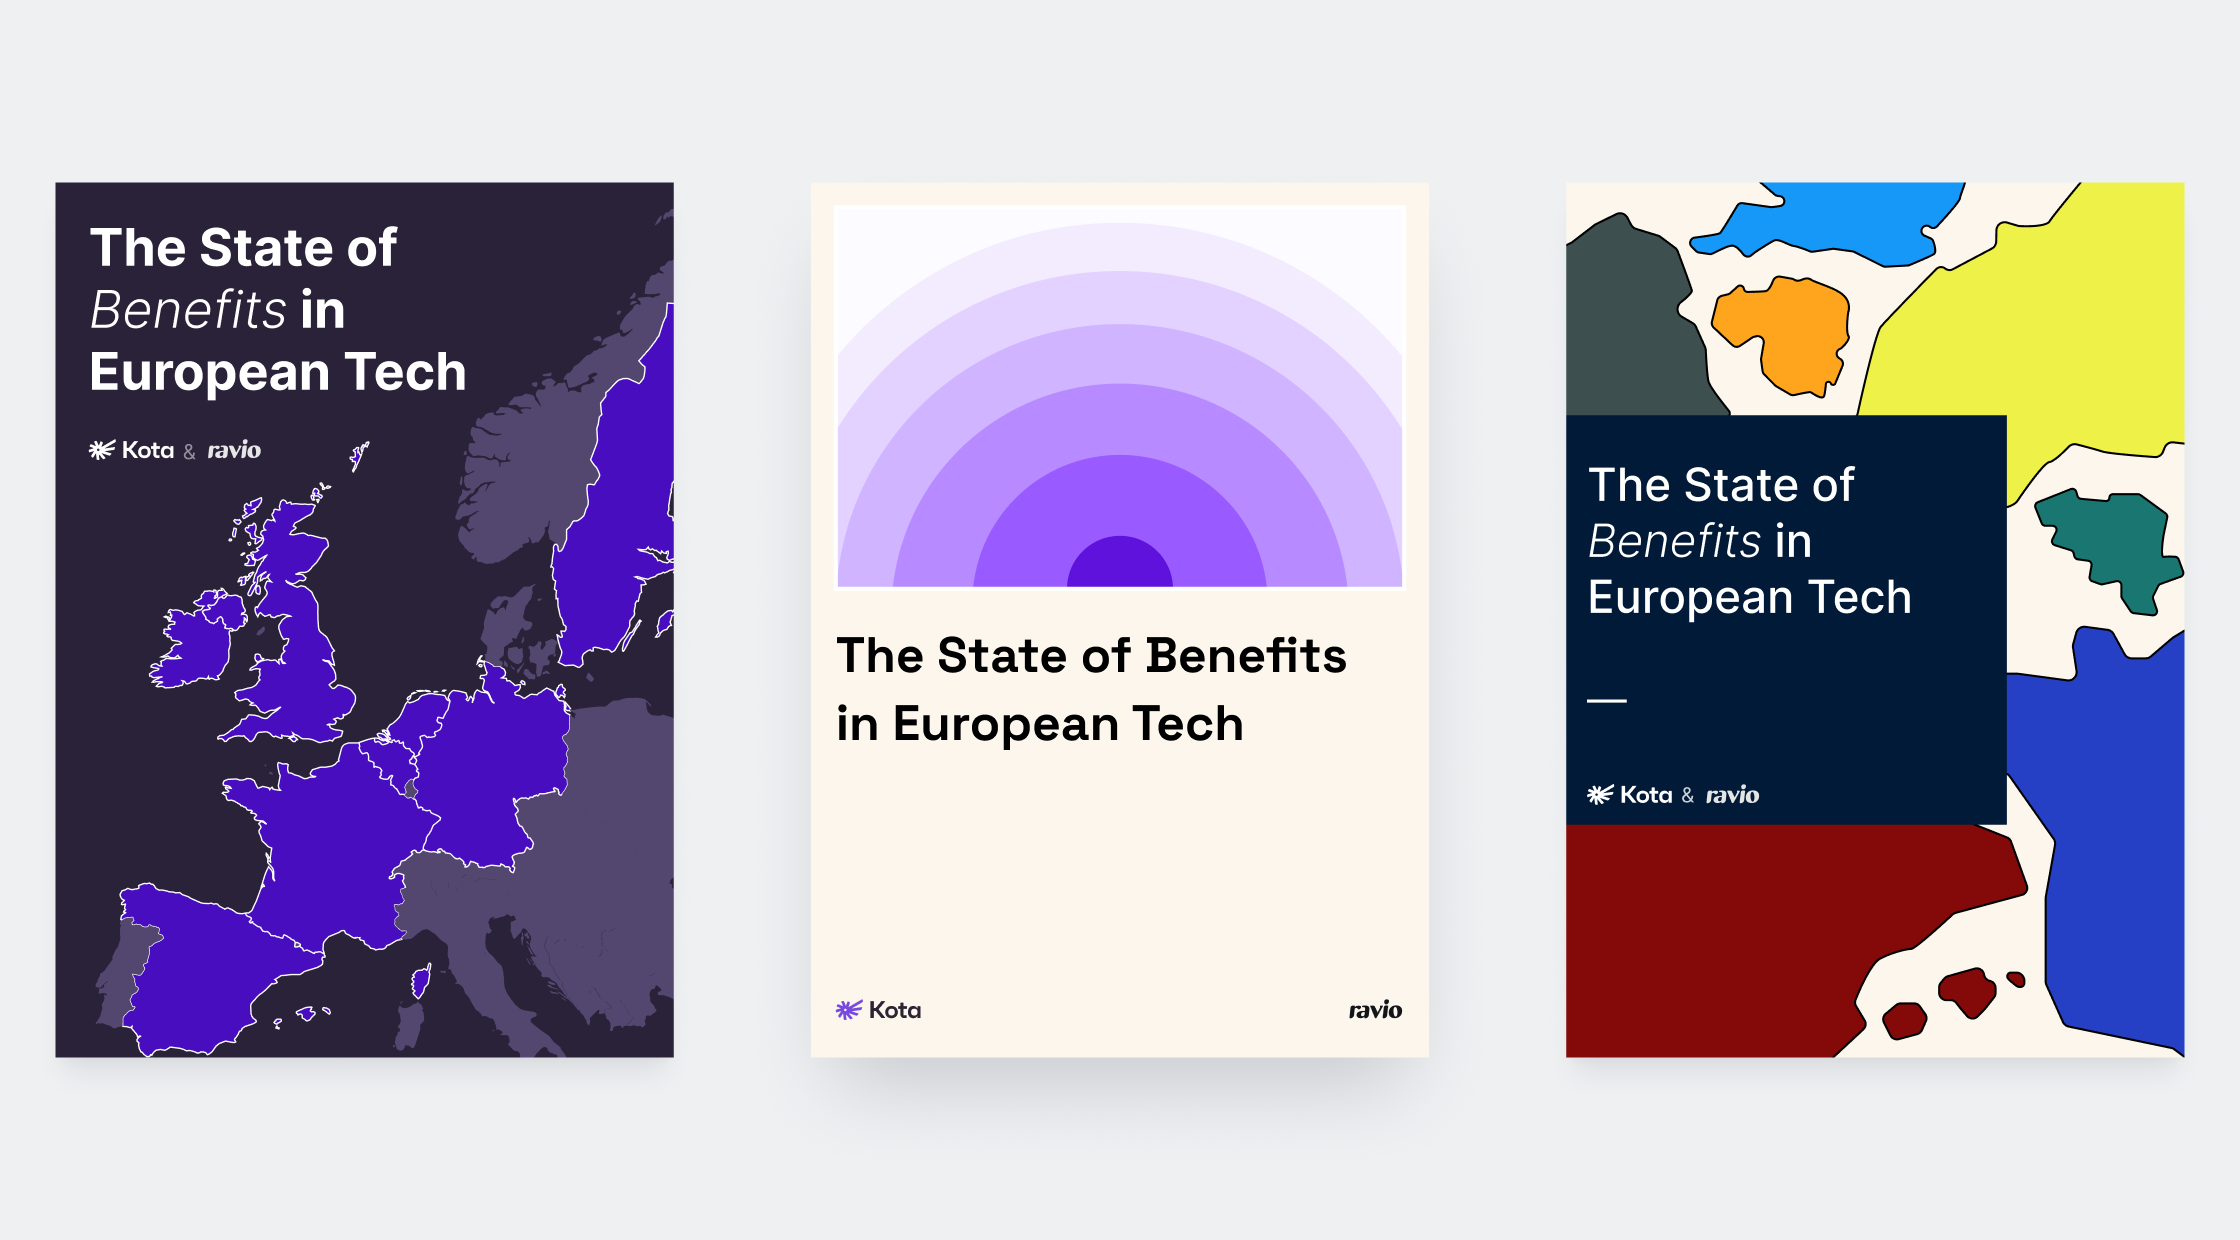 The State of
Benefits in
European Tech
Kota & ravio
The State of Benefits
in European Tech
Kota
ravio
The State of
Benefits in
European Tech
Kota & ravio